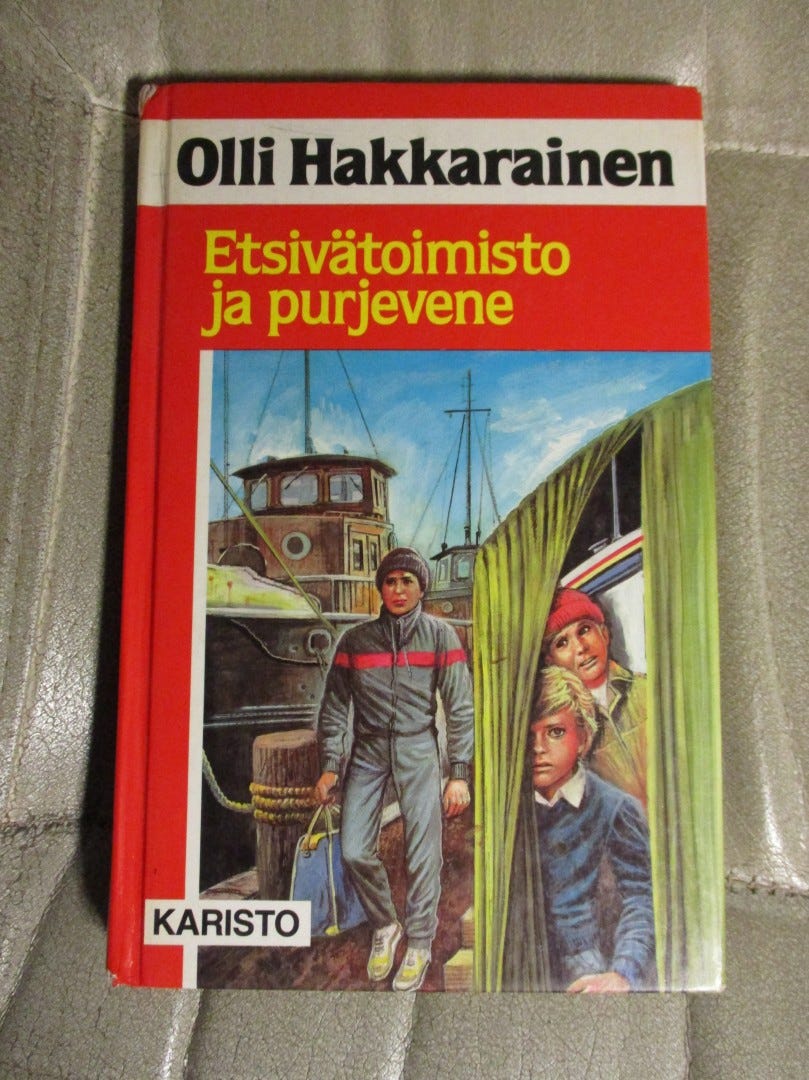 Olli Hakkarainen
Etsivätoimisto
ja purjevene
KARISTO